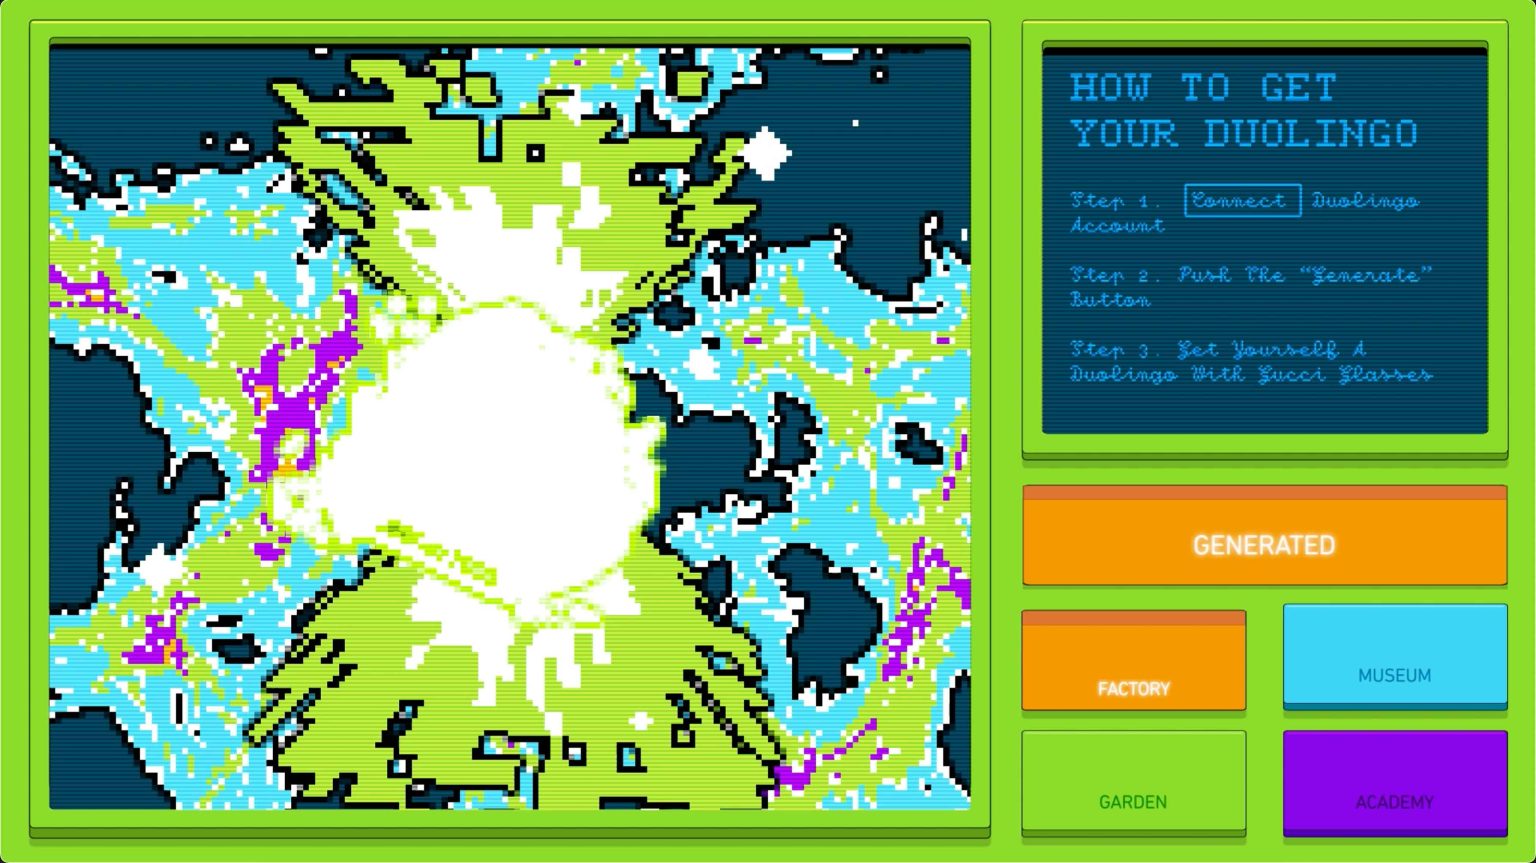 HOW TO GET
YOUR DUOLINGO
Step 1. Connect Duolingo
Account
Step 2. Push The “Generate”
Button
Step 3. Get Yourself A
Duolingo With Gucci Glasses
GENERATED
FACTORY
MUSEUM
GARDEN
ACADEMY